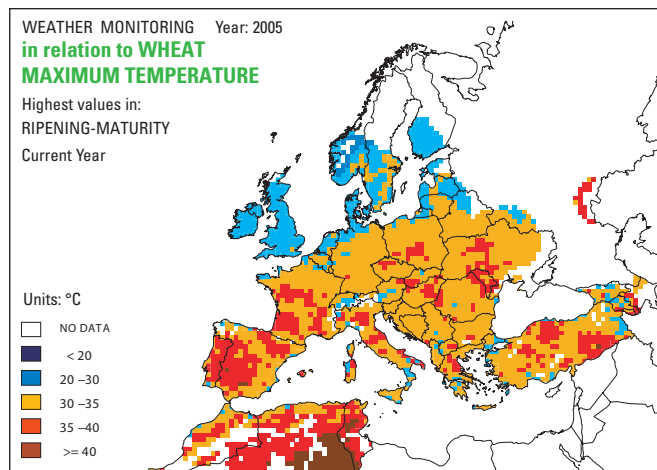 WEATHER MONITORING Year: 2005
in relation to WHEAT
MAXIMUM TEMPERATURE
Highest values in:
RIPENING-MATURITY
Current Year
Units: °C
NO DATA
< 20
20 –30
30 –35
35 –40
>= 40